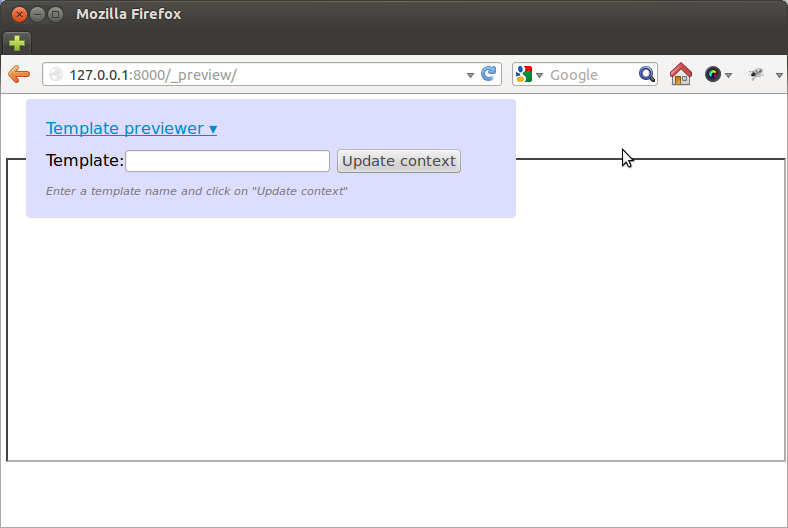 Mozilla Firefox
127.0.0.1:8000/_preview/
Google
Template previewer ▾
Template:
Update context
Enter a template name and click on "Update context"